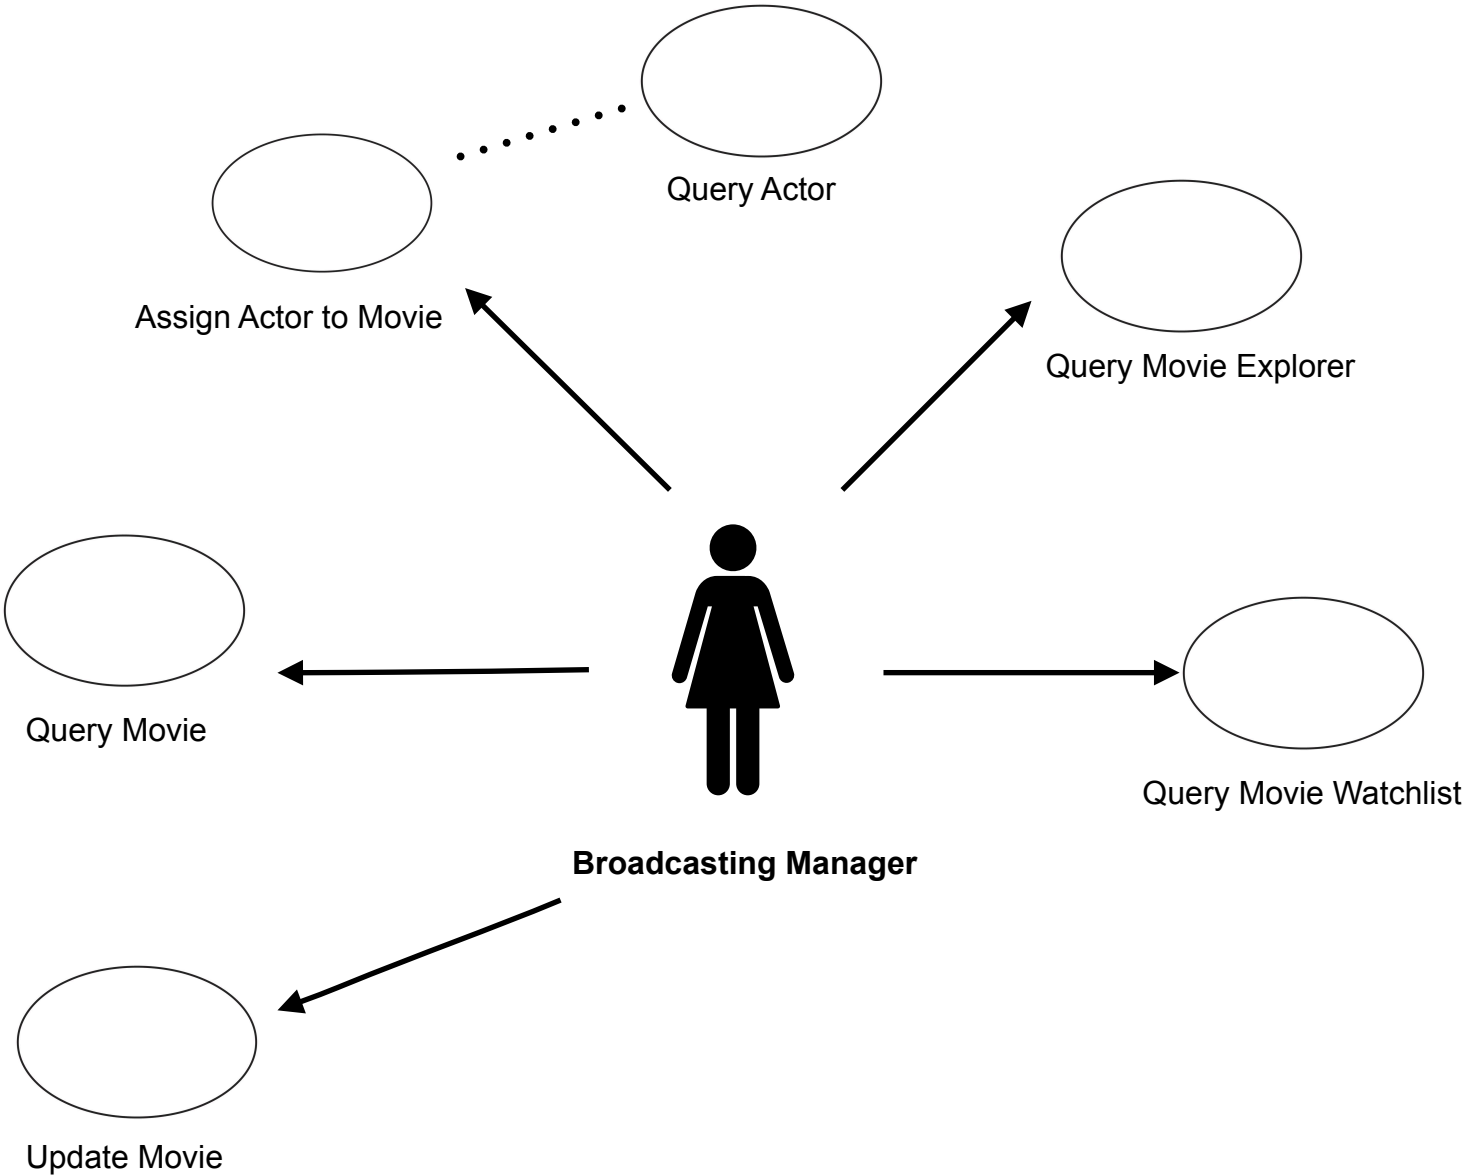 Query Actor
Assign Actor to Movie
Query Movie Explorer
Query Movie
Query Movie Watchlist
Broadcasting Manager
Update Movie